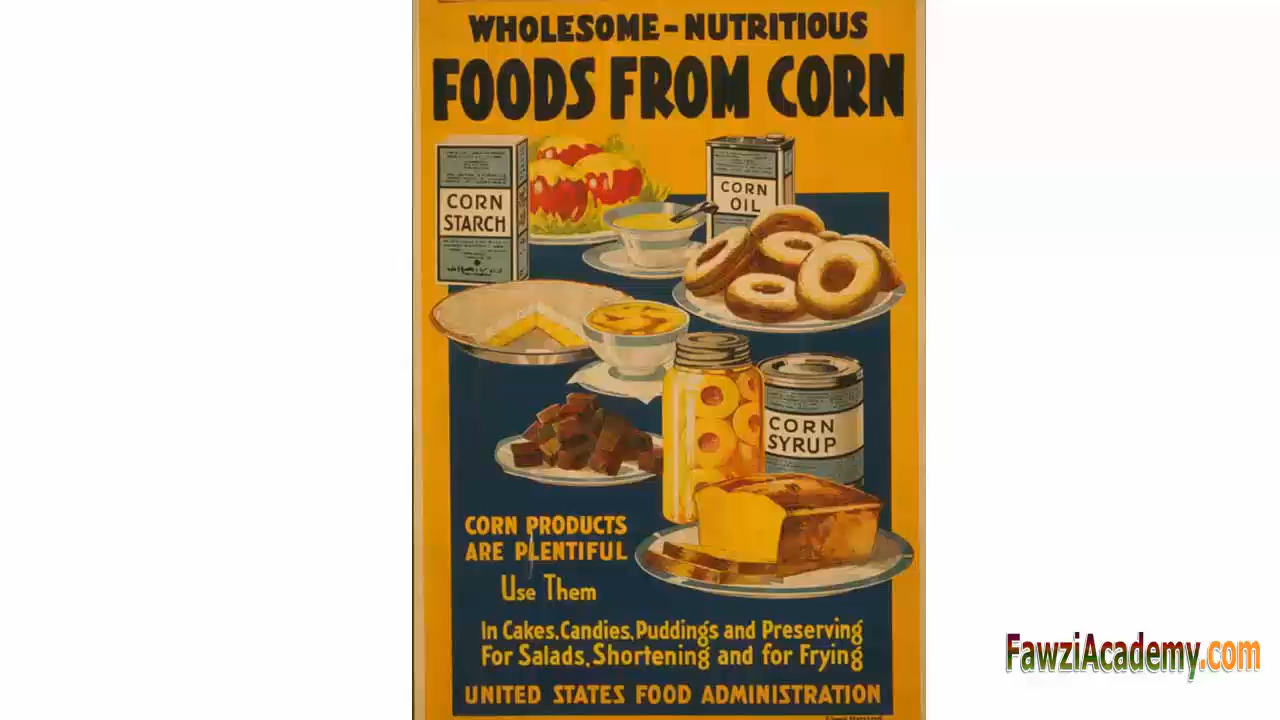 WHOLESOME - NUTRITIOUS
FOODS FROM CORN
CORN
STARCH
CORN
OIL
CORN
SYRUP
CORN PRODUCTS
ARE PLENTIFUL
Use Them
In Cakes, Candies, Puddings and Preserving
For Salads, Shortening and for Frying
UNITED STATES FOOD ADMINISTRATION
FawziAcademy.com